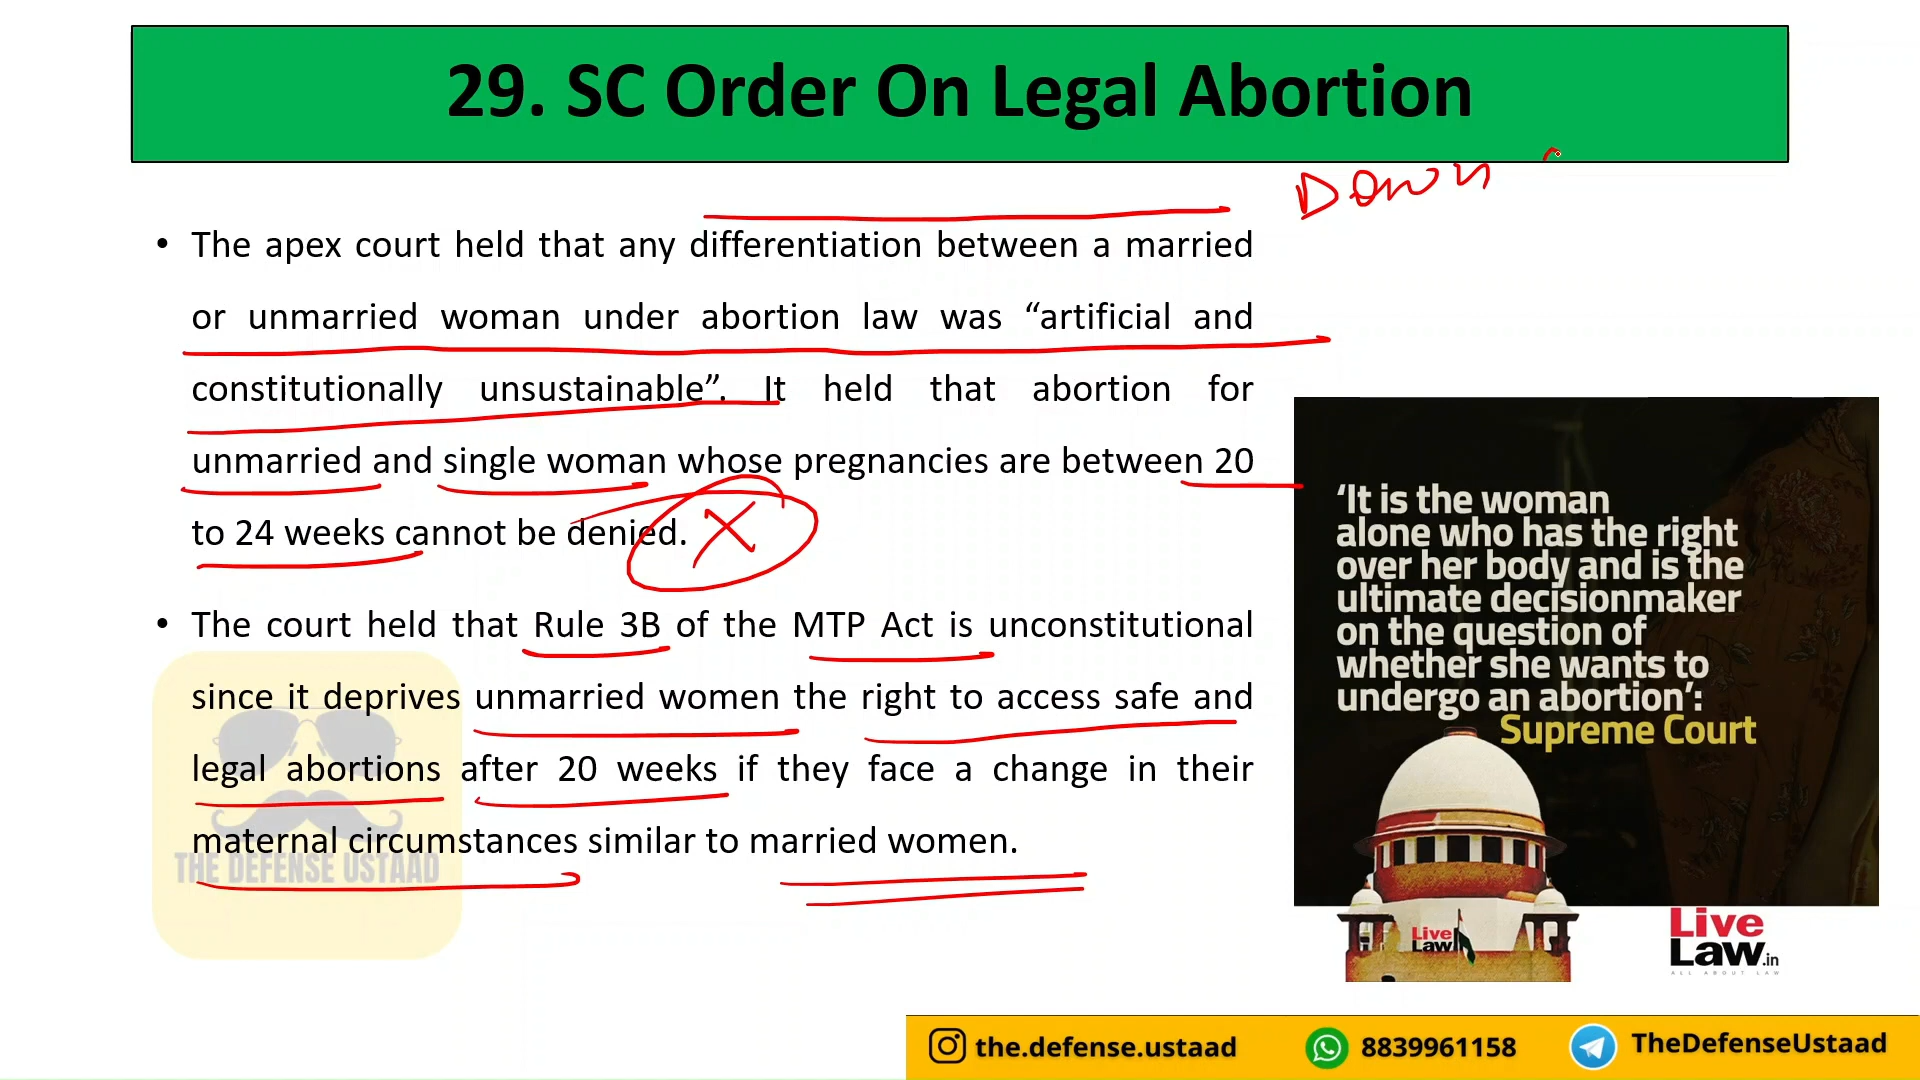 29. SC Order On Legal Abortion
Down
• The apex court held that any differentiation between a married
or unmarried woman under abortion law was “artificial and
constitutionally unsustainable”. It held that abortion for
unmarried and single woman whose pregnancies are between 20
to 24 weeks cannot be denied.
• The court held that Rule 3B of the MTP Act is unconstitutional
since it deprives unmarried women the right to access safe and
legal abortions after 20 weeks if they face a change in their
maternal circumstances similar to married women.
THE DEFENSE USTAAD
‘It is the woman
alone who has the right
over her body and is the
ultimate decisionmaker
on the question of
whether she wants to
undergo an abortion’:
Supreme Court
Live
Law
Live
Law.in
ALL ABOUT LAW
the.defense.ustaad
8839961158
TheDefenseUstaad